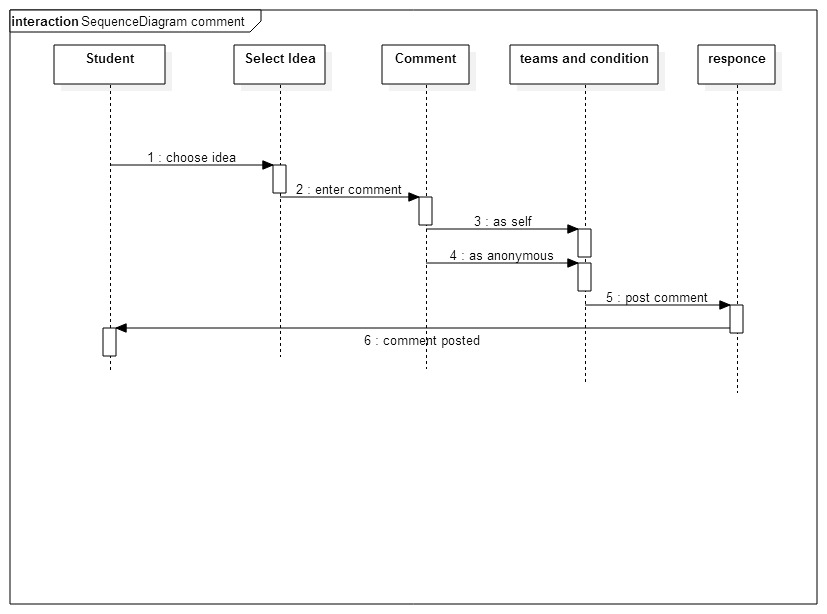 interaction SequenceDiagram comment
Student
Select Idea
Comment
teams and condition
responce
1 : choose idea
2 : enter comment
3 : as self
4 : as anonymous
5 : post comment
6 : comment posted